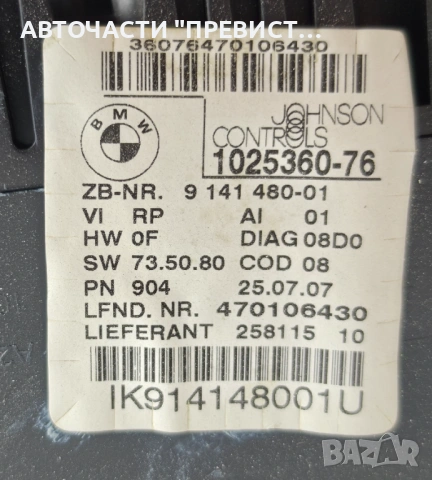 АВТОЧАСТИ "ПРЕВИСТ...
36076470106430
BMW
JOHNSON
CONTROLS
1025360-76
ZB-NR. 9 141 480-01
VI RP AI 01
HW 0F DIAG 08D0
SW 73.50.80 COD 08
PN 904 25.07.07
LFND. NR. 470106430
LIEFERANT 258115 10
IK914148001U
bazar